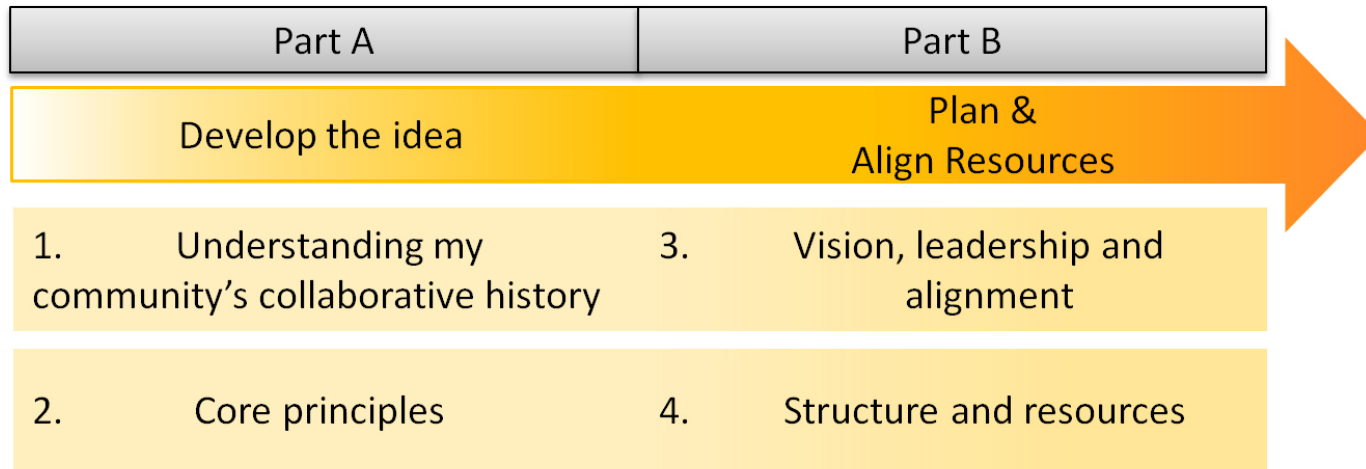 Part A
Part B
Develop the idea
Plan &
Align Resources
1. Understanding my
community's collaborative history
3. Vision, leadership and
alignment
2. Core principles
4. Structure and resources